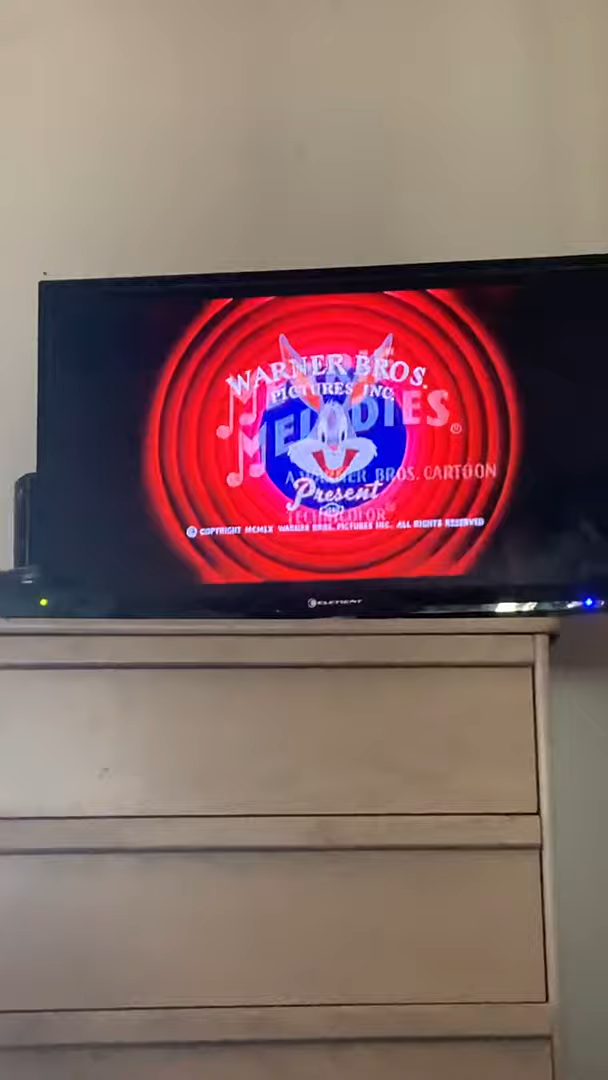 WARNER BROS.
PICTURES INC.
MERRIE
MELODIES
®
A WARNER BROS. CARTOON
Present
TECHNICOLOR®
© COPYRIGHT MCMLX WARNER BROS. PICTURES INC. ALL RIGHTS RESERVED
ELEMENT